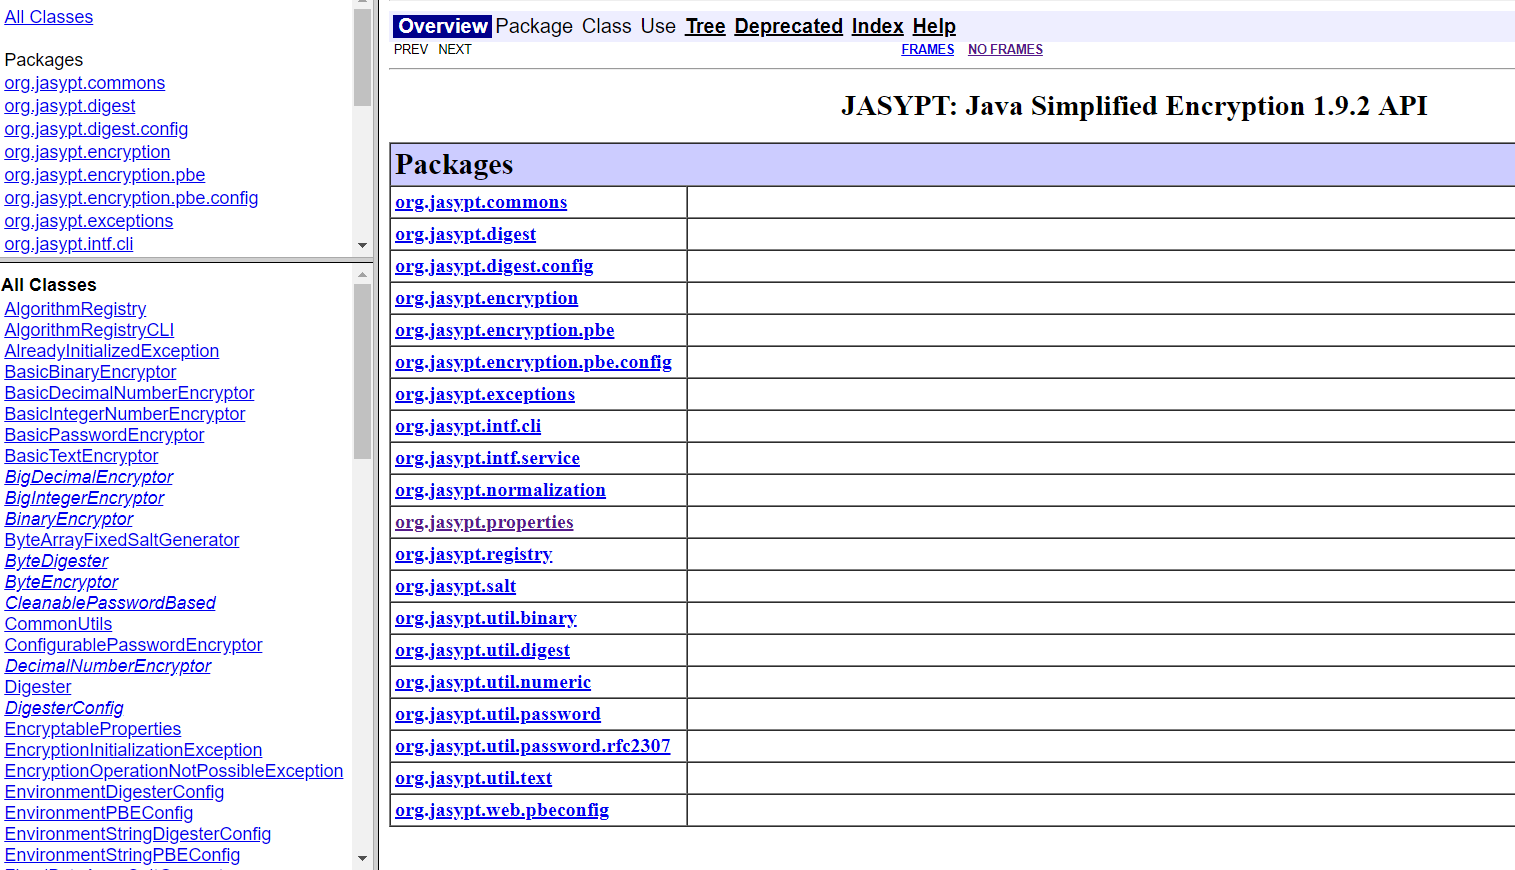 All Classes
Packages
org.jasypt.commons
org.jasypt.digest
org.jasypt.digest.config
org.jasypt.encryption
org.jasypt.encryption.pbe
org.jasypt.encryption.pbe.config
org.jasypt.exceptions
org.jasypt.intf.cli
All Classes
AlgorithmRegistry
AlgorithmRegistryCLI
AlreadyInitializedException
BasicBinaryEncryptor
BasicDecimalNumberEncryptor
BasicIntegerNumberEncryptor
BasicPasswordEncryptor
BasicTextEncryptor
BigDecimalEncryptor
BigIntegerEncryptor
BinaryEncryptor
ByteArrayFixedSaltGenerator
ByteDigester
ByteEncryptor
CleanablePasswordBased
CommonUtils
ConfigurablePasswordEncryptor
DecimalNumberEncryptor
Digester
DigesterConfig
EncryptableProperties
EncryptionInitializationException
EncryptionOperationNotPossibleException
EnvironmentDigesterConfig
EnvironmentPBEConfig
EnvironmentStringDigesterConfig
EnvironmentStringPBEConfig
Overview Package Class Use Tree Deprecated Index Help
PREV NEXT FRAMES NO FRAMES
JASYPT: Java Simplified Encryption 1.9.2 API
Packages
org.jasypt.commons
org.jasypt.digest
org.jasypt.digest.config
org.jasypt.encryption
org.jasypt.encryption.pbe
org.jasypt.encryption.pbe.config
org.jasypt.exceptions
org.jasypt.intf.cli
org.jasypt.intf.service
org.jasypt.normalization
org.jasypt.properties
org.jasypt.registry
org.jasypt.salt
org.jasypt.util.binary
org.jasypt.util.digest
org.jasypt.util.numeric
org.jasypt.util.password
org.jasypt.util.password.rfc2307
org.jasypt.util.text
org.jasypt.web.pbeconfig